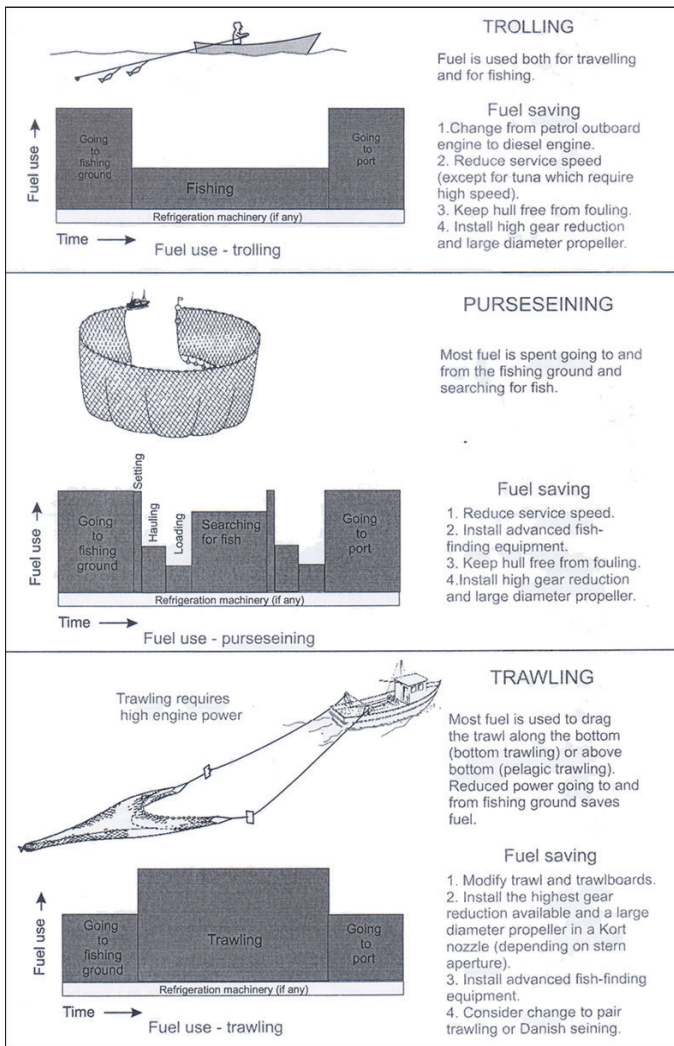 TROLLING
Fuel is used both for travelling
and for fishing.
Fuel saving
1.Change from petrol outboard
engine to diesel engine.
2. Reduce service speed
(except for tuna which require
high speed).
3. Keep hull free from fouling.
4. Install high gear reduction
and large diameter propeller.
Fuel use
Going
to
fishing
ground
Fishing
Going
to
port
Refrigeration machinery (if any)
Time
Fuel use - trolling
PURSESEINING
Most fuel is spent going to and
from the fishing ground and
searching for fish.
Fuel saving
1. Reduce service speed.
2. Install advanced fish-
finding equipment.
3. Keep hull free from fouling.
4.Install high gear reduction
and large diameter propeller.
Fuel use
Going
to
fishing
ground
Setting
Hauling
Loading
Searching
for fish
Going
to
port
Refrigeration machinery (if any)
Time
Fuel use - purseseining
TRAWLING
Trawling requires
high engine power
Most fuel is used to drag
the trawl along the bottom
(bottom trawling) or above
bottom (pelagic trawling).
Reduced power going to and
from fishing ground saves
fuel.
Fuel saving
1. Modify trawl and trawlboards.
2. Install the highest gear
reduction available and a large
diameter propeller in a Kort
nozzle (depending on stern
aperture).
3. Install advanced fish-finding
equipment.
4. Consider change to pair
trawling or Danish seining.
Fuel use
Going
to
fishing
ground
Trawling
Going
to
port
Refrigeration machinery (if any)
Time
Fuel use - trawling